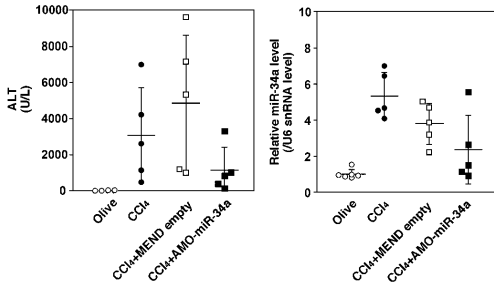 ALT
(U/L)
10000
8000
6000
4000
2000
0
Olive
CCl₄
CCl₄+MEND empty
CCl₄+AMO-miR-34a
Relative miR-34a level
(/U6 snRNA level)
10
8
6
4
2
0
Olive
CCl₄
CCl₄+MEND empty
CCl₄+AMO-miR-34a